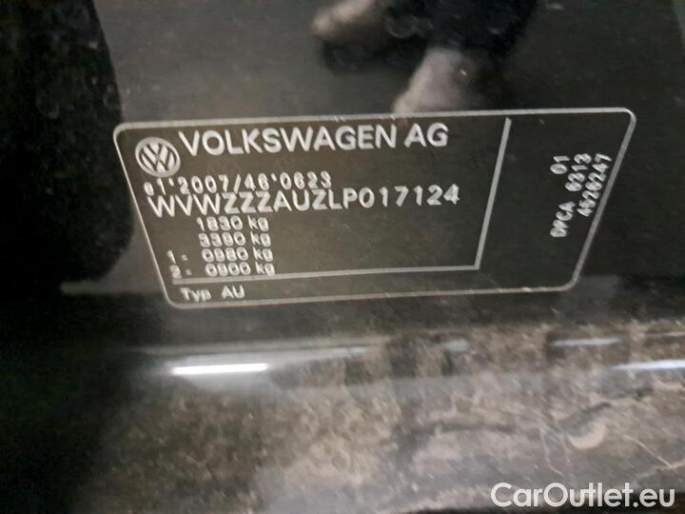 VOLKSWAGEN AG
e1*2007/46*0623
WVWZZZAUZLP017124
1830 kg
3390 kg
1 - 0980 kg
2 - 0900 kg
Typ AU
01
DPCA 6313
4526247
CarOutlet.eu